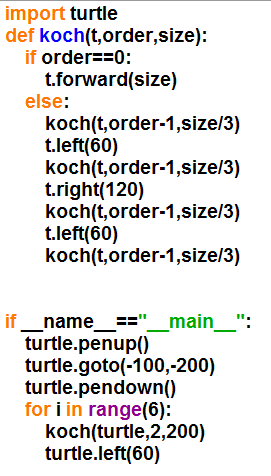 import turtle
def koch(t,order,size):
    if order==0:
        t.forward(size)
    else:
        koch(t,order-1,size/3)
        t.left(60)
        koch(t,order-1,size/3)
        t.right(120)
        koch(t,order-1,size/3)
        t.left(60)
        koch(t,order-1,size/3)
if __name__=="__main__":
    turtle.penup()
    turtle.goto(-100,-200)
    turtle.pendown()
    for i in range(6):
        koch(turtle,2,200)
        turtle.left(60)